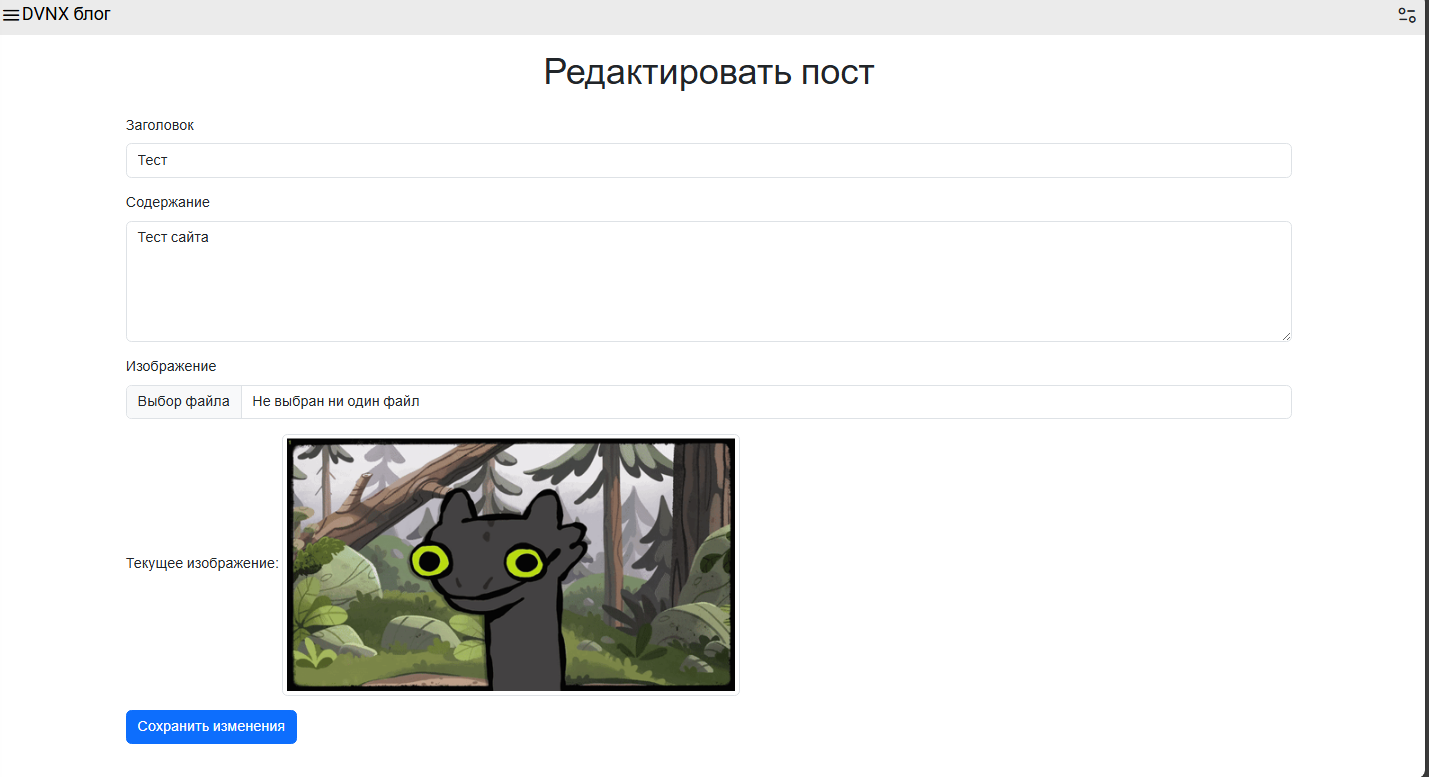 DVNX блог
Редактировать пост
Заголовок
Тест
Содержание
Тест сайта
Изображение
Выбор файла Не выбран ни один файл
Текущее изображение:
Сохранить изменения